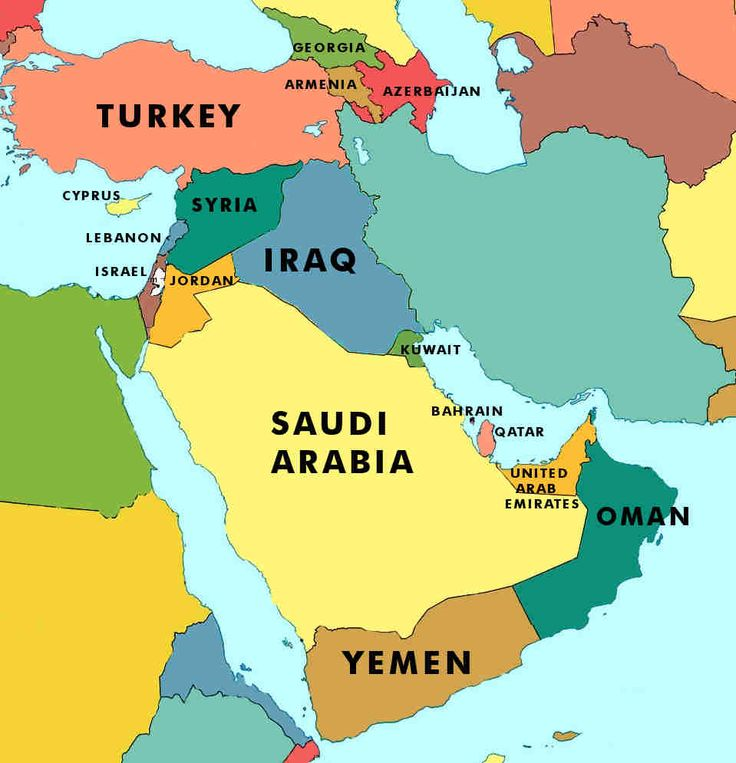 GEORGIA
ARMENIA
AZERBAIJAN
TURKEY
CYPRUS
SYRIA
LEBANON
IRAQ
ISRAEL
JORDAN
KUWAIT
BAHRAIN
QATAR
SAUDI
ARABIA
UNITED
ARAB
EMIRATES
OMAN
YEMEN